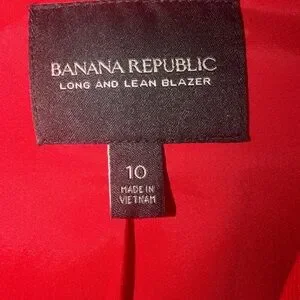 BANANA REPUBLIC
LONG AND LEAN BLAZER
10
MADE IN
VIETNAM